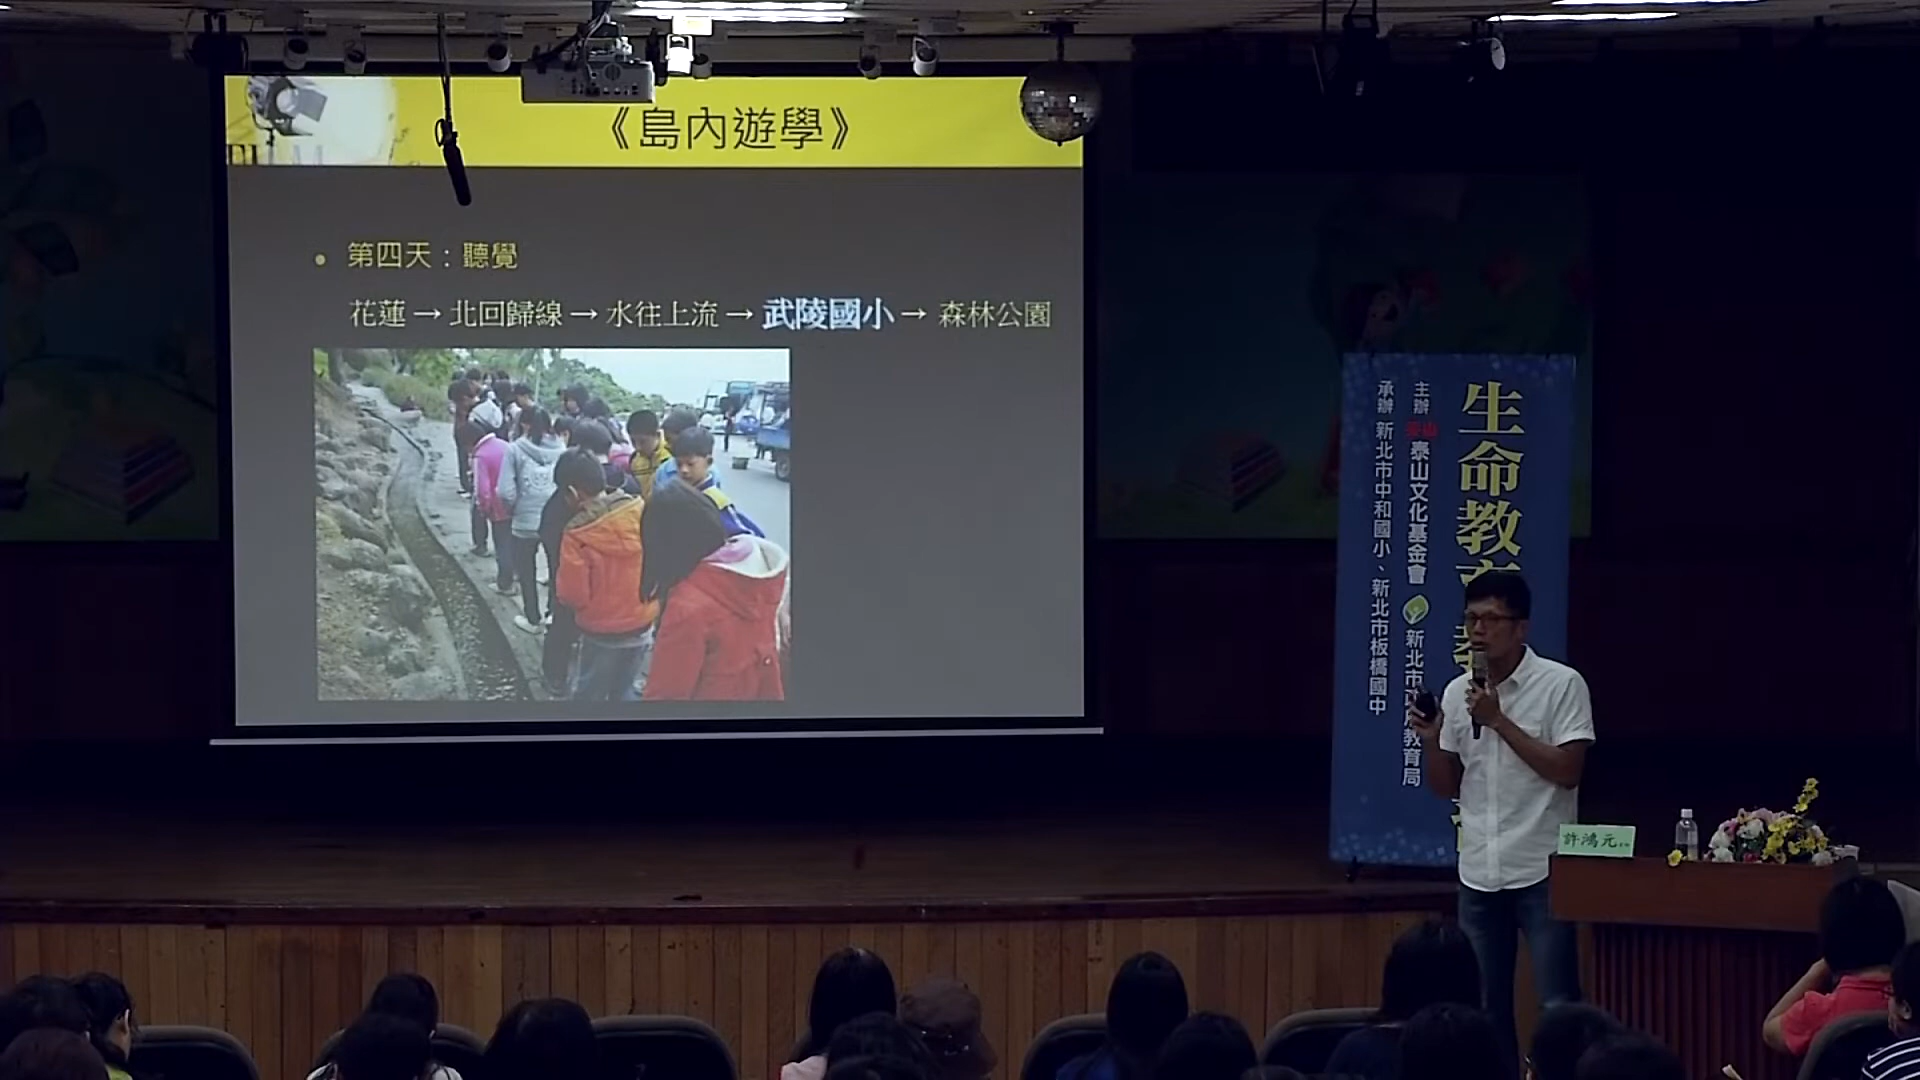 《島內遊學》
• 第四天：聽覺
花蓮→北回歸線→水往上流→武陵國小→森林公園
生命教育
主辦 泰山文化基金會 新北市政府教育局
承辦 新北市中和國小、新北市板橋國中
許鴻元